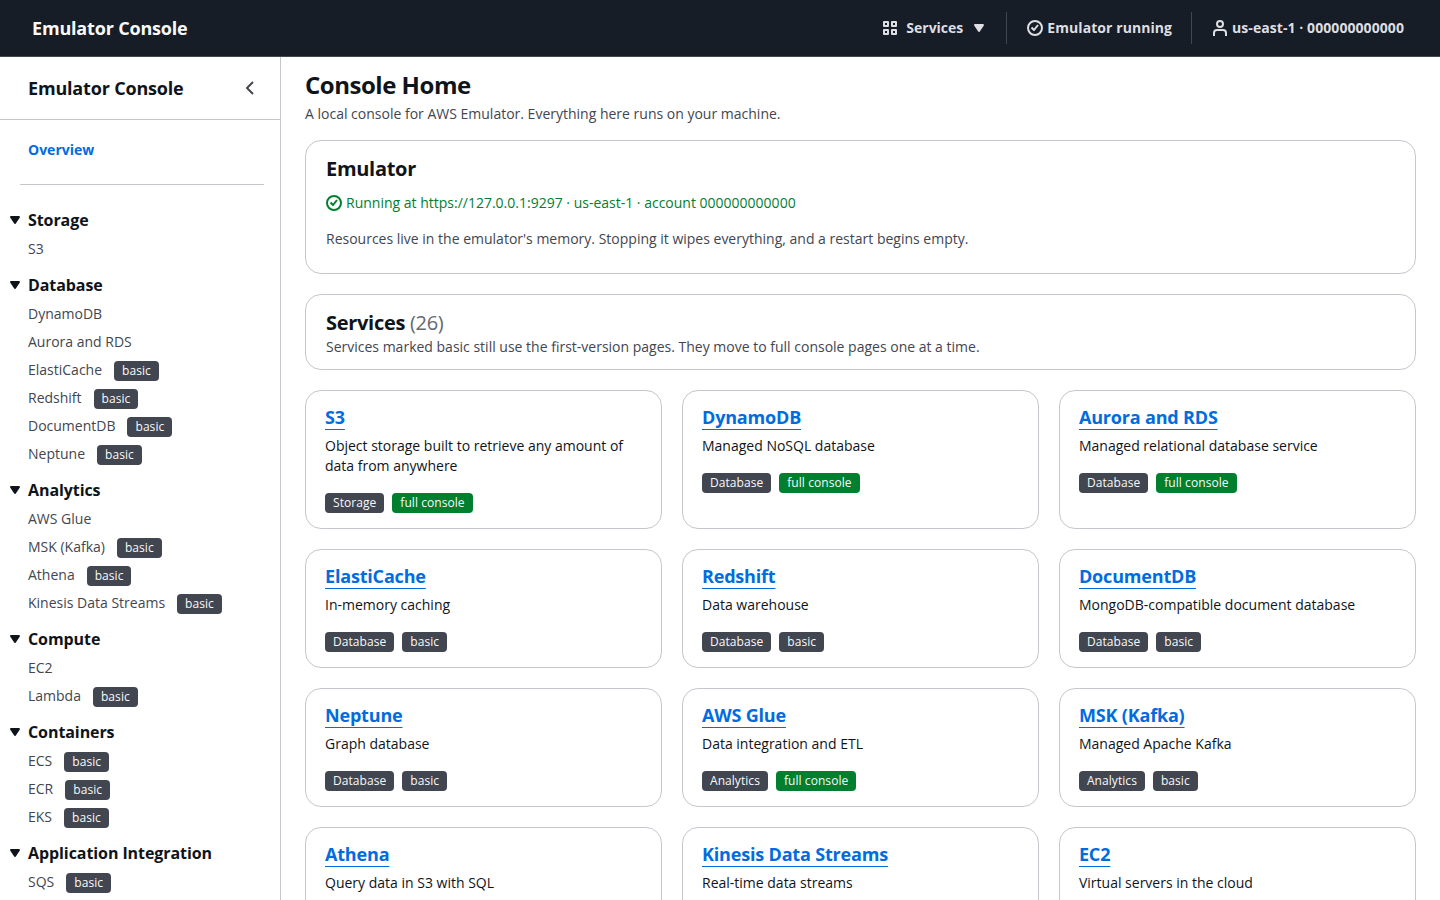 Emulator Console
Services
Emulator running
us-east-1 · 000000000000
Emulator Console
Overview
Storage
S3
Database
DynamoDB
Aurora and RDS
ElastiCache basic
Redshift basic
DocumentDB basic
Neptune basic
Analytics
AWS Glue
MSK (Kafka) basic
Athena basic
Kinesis Data Streams basic
Compute
EC2
Lambda basic
Containers
ECS basic
ECR basic
EKS basic
Application Integration
SQS basic
Console Home
A local console for AWS Emulator. Everything here runs on your machine.
Emulator
Running at https://127.0.0.1:9297 · us-east-1 · account 000000000000
Resources live in the emulator's memory. Stopping it wipes everything, and a restart begins empty.
Services (26)
Services marked basic still use the first-version pages. They move to full console pages one at a time.
S3
Object storage built to retrieve any amount of
data from anywhere
Storage full console
DynamoDB
Managed NoSQL database
Database full console
Aurora and RDS
Managed relational database service
Database full console
ElastiCache
In-memory caching
Database basic
Redshift
Data warehouse
Database basic
DocumentDB
MongoDB-compatible document database
Database basic
Neptune
Graph database
Database basic
AWS Glue
Data integration and ETL
Analytics full console
MSK (Kafka)
Managed Apache Kafka
Analytics basic
Athena
Query data in S3 with SQL
Kinesis Data Streams
Real-time data streams
EC2
Virtual servers in the cloud